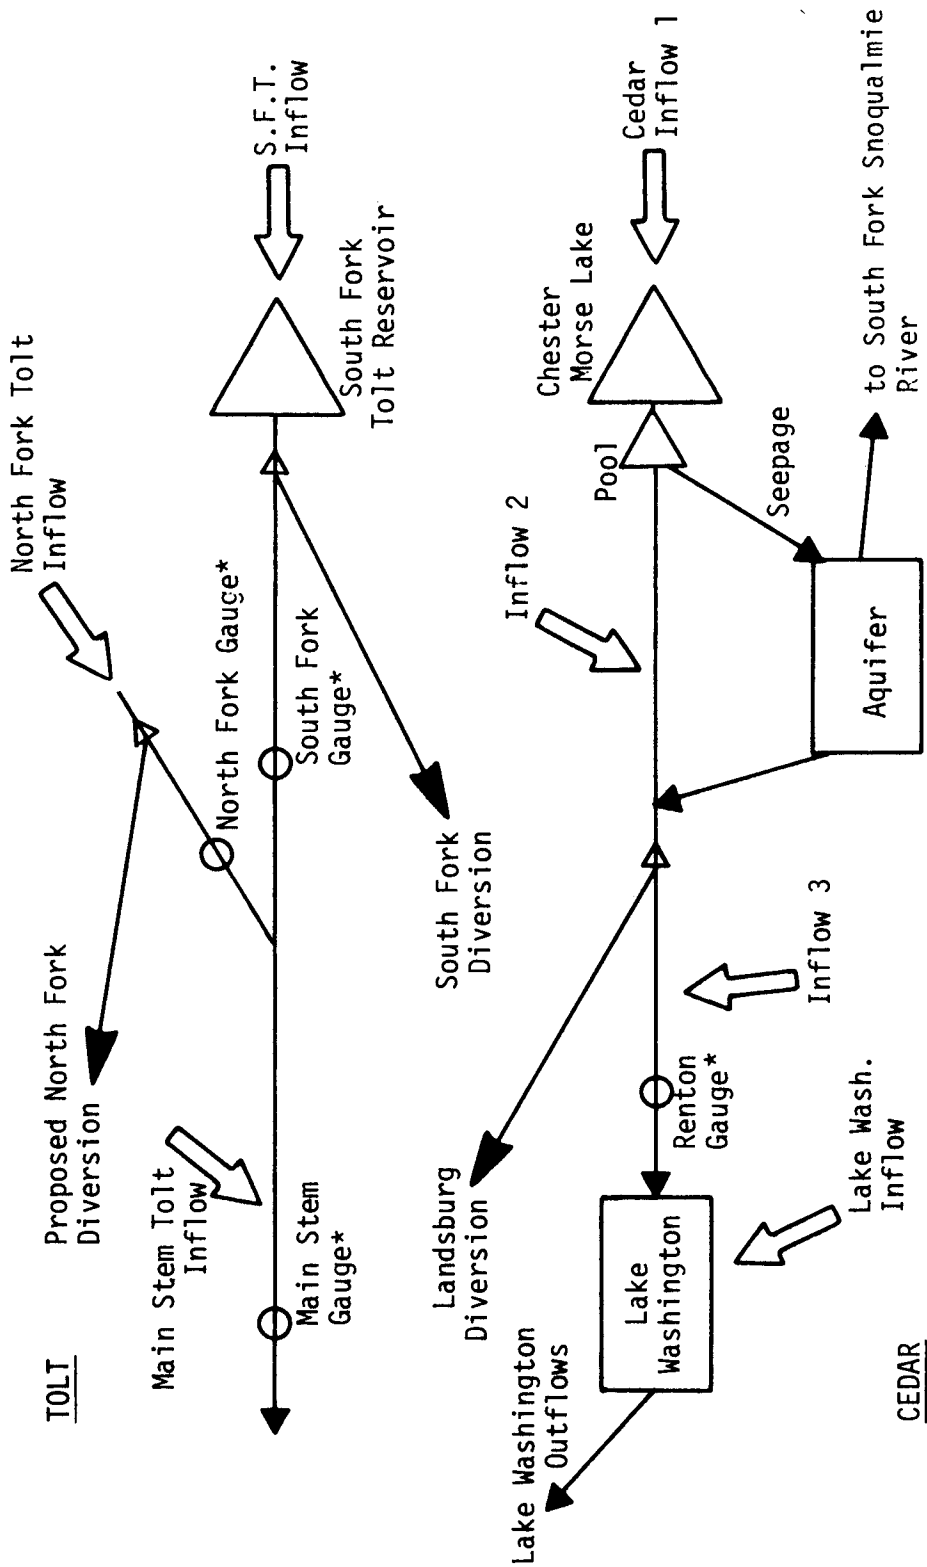 TOLT
Proposed North Fork
Diversion
North Fork Tolt
Inflow
Main Stem Tolt
Inflow
North Fork Gauge*
S.F.T.
Inflow
Main Stem
Gauge*
South Fork
Gauge*
South Fork
Tolt Reservoir
South Fork
Diversion
CEDAR
Lake Washington
Outflows
Landsburg
Diversion
Inflow 2
Pool
Chester
Morse Lake
Cedar
Inflow 1
Lake
Washington
Renton
Gauge*
Seepage
Lake Wash.
Inflow
Inflow 3
Aquifer
to South Fork Snoqualmie
River